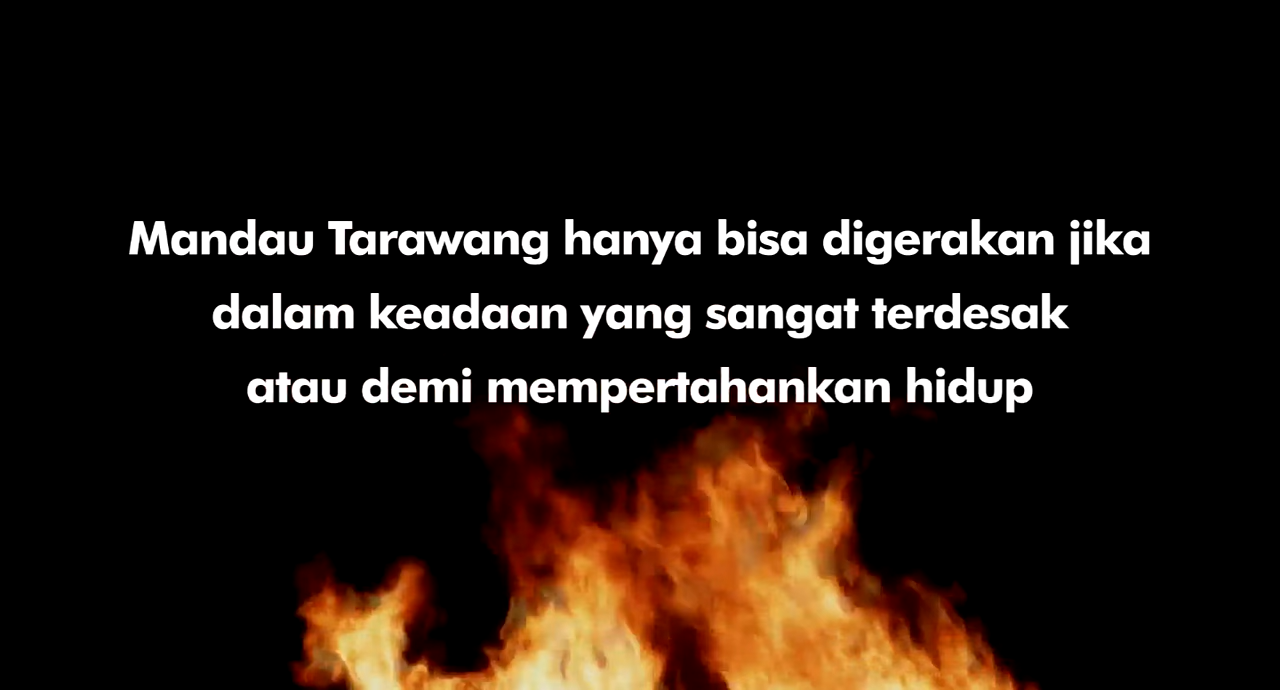 Mandau Tarawang hanya bisa digerakan jika
dalam keadaan yang sangat terdesak
atau demi mempertahankan hidup